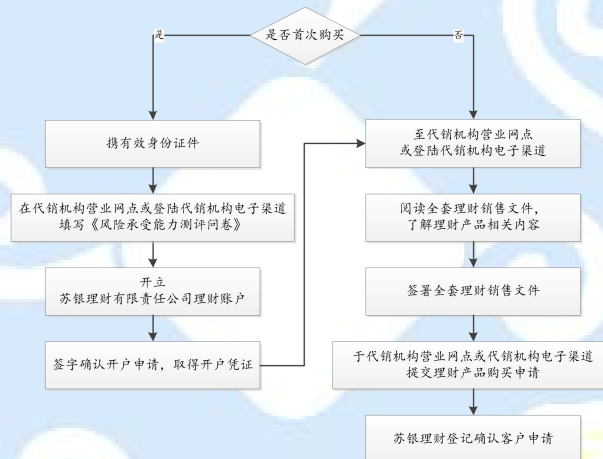 是否首次购买
是
否
携有效身份证件
在代销机构营业网点或登陆代销机构电子渠道
填写《风险承受能力测评问卷》
开立
苏银理财有限责任公司理财账户
签字确认开户申请，取得开户凭证
至代销机构营业网点
或登陆代销机构电子渠道
阅读全套理财销售文件，
了解理财产品相关内容
签署全套理财销售文件
于代销机构营业网点或代销机构电子渠道
提交理财产品购买申请
苏银理财登记确认客户申请